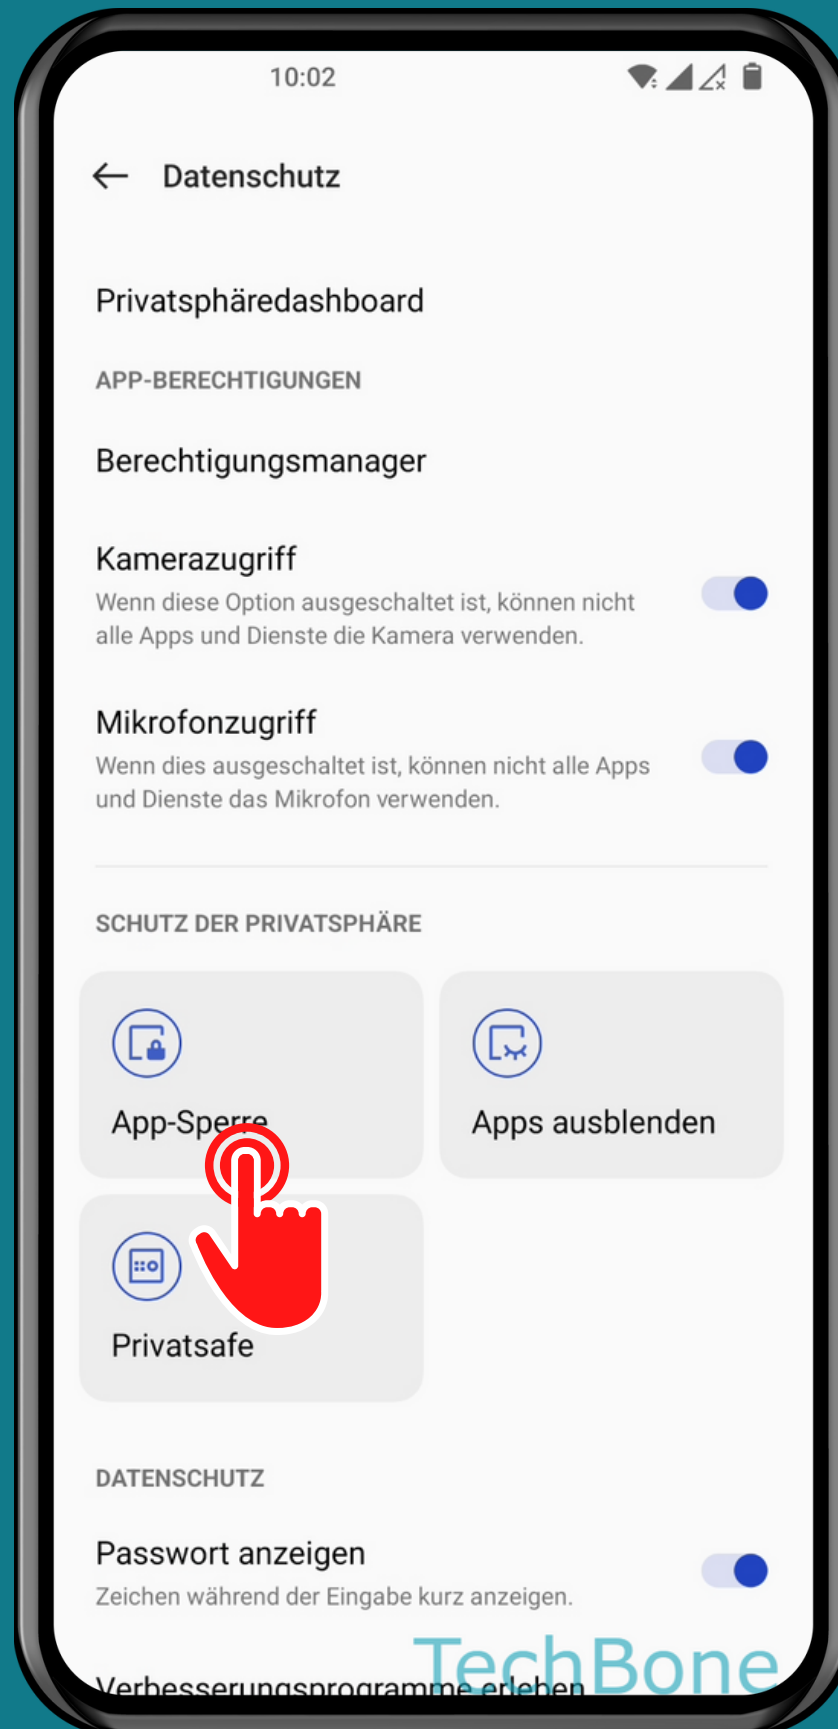 10:02
Datenschutz
Privatsphäredashboard
APP-BERECHTIGUNGEN
Berechtigungsmanager
Kamerazugriff
Wenn diese Option ausgeschaltet ist, können nicht
alle Apps und Dienste die Kamera verwenden.
Mikrofonzugriff
Wenn dies ausgeschaltet ist, können nicht alle Apps
und Dienste das Mikrofon verwenden.
SCHUTZ DER PRIVATSPHÄRE
App-Sperre
Apps ausblenden
Privatsafe
DATENSCHUTZ
Passwort anzeigen
Zeichen während der Eingabe kurz anzeigen.
TechBone
Verbesserungsprogramme erleben